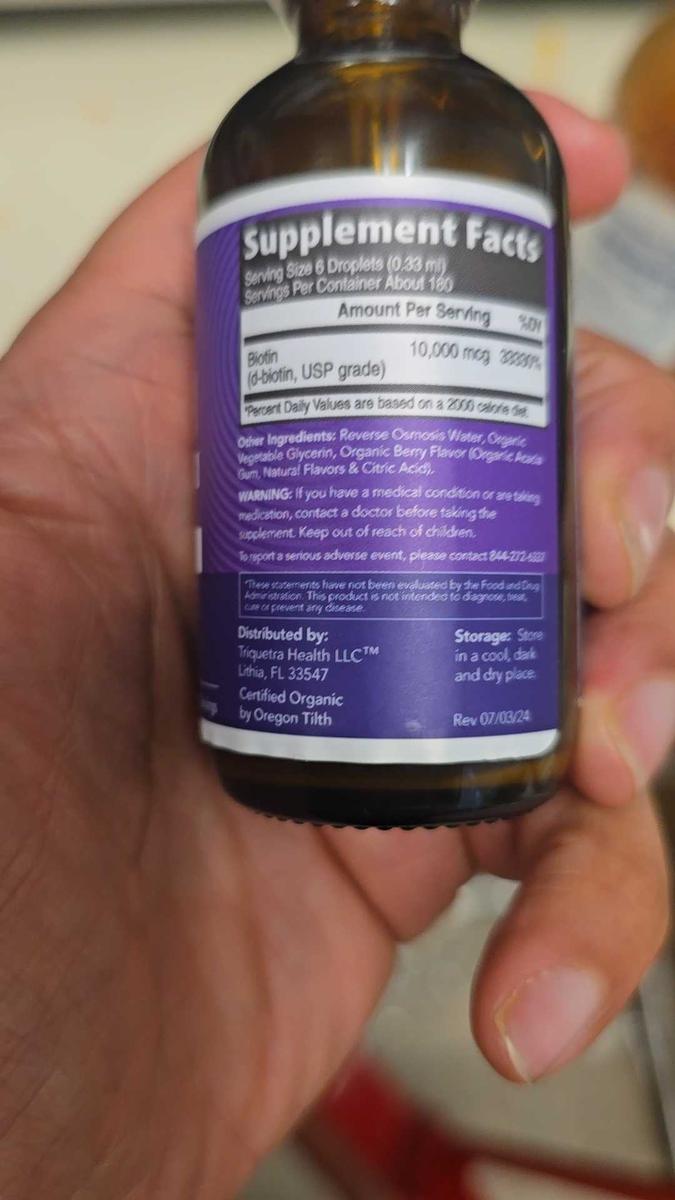 Supplement Facts
Serving Size 6 Droplets (0.33 ml)
Servings Per Container About 180
Amount Per Serving %DV
Biotin 10,000 mcg 33330%
(d-biotin, USP grade)
*Percent Daily Values are based on a 2000 calorie diet.
Other Ingredients: Reverse Osmosis Water, Organic
Vegetable Glycerin, Organic Berry Flavor (Organic Acacia
Gum, Natural Flavors & Citric Acid).
WARNING: If you have a medical condition or are taking
medication, contact a doctor before taking the
supplement. Keep out of reach of children.
To report a serious adverse event, please contact 844-272-
*These statements have not been evaluated by the Food and Drug
Administration. This product is not intended to diagnose, treat,
cure or prevent any disease.
Distributed by:
Triquetra Health LLC™
Lithia, FL 33547
Certified Organic
by Oregon Tilth
Storage: Store
in a cool, dark
and dry place.
Rev 07/03/24